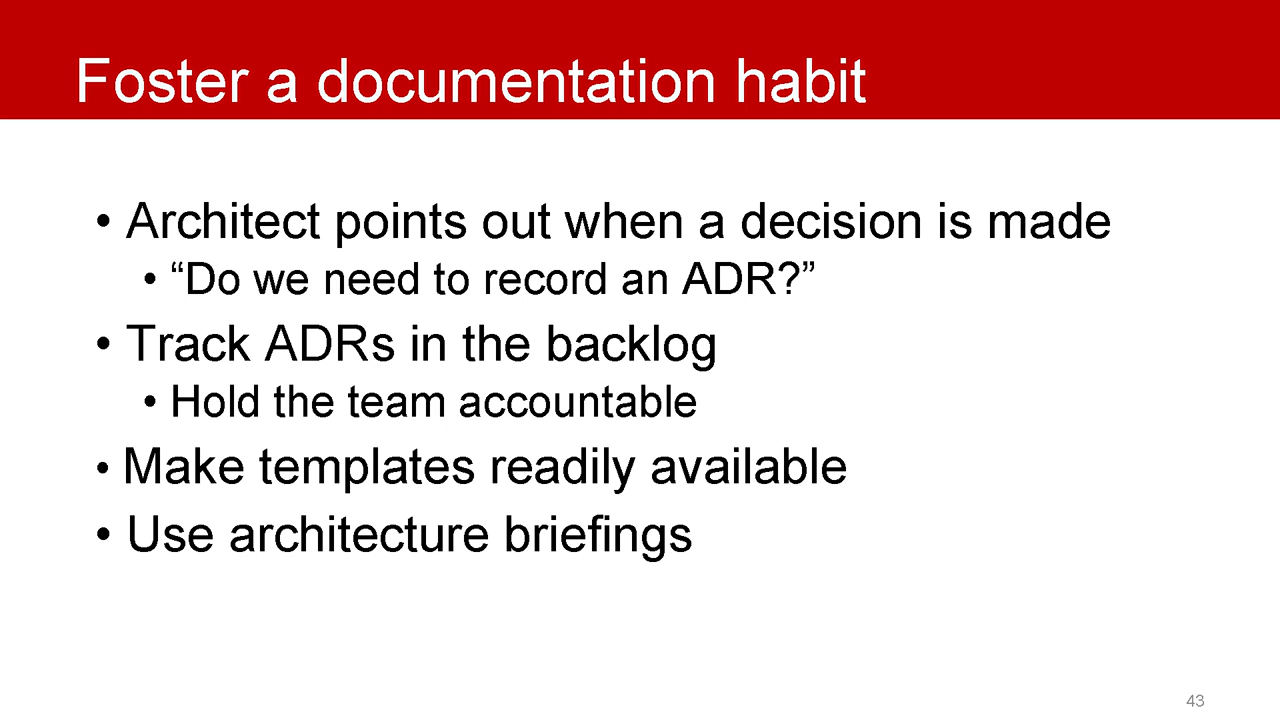 Foster a documentation habit
• Architect points out when a decision is made
• “Do we need to record an ADR?”
• Track ADRs in the backlog
• Hold the team accountable
• Make templates readily available
• Use architecture briefings
43